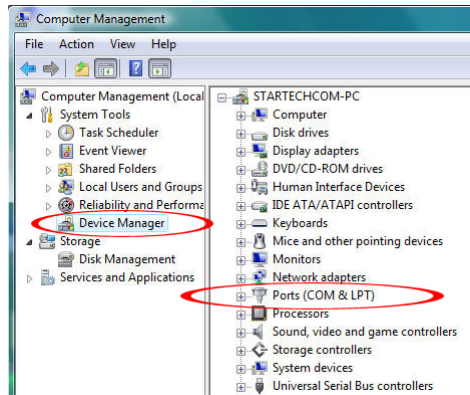 Computer Management
File Action View Help
Computer Management (Local
System Tools
Task Scheduler
Event Viewer
Shared Folders
Local Users and Groups
Reliability and Performa
Device Manager
Storage
Disk Management
Services and Applications
STARTECHCOM-PC
Computer
Disk drives
Display adapters
DVD/CD-ROM drives
Human Interface Devices
IDE ATA/ATAPI controllers
Keyboards
Mice and other pointing devices
Monitors
Network adapters
Ports (COM & LPT)
Processors
Sound, video and game controllers
Storage controllers
System devices
Universal Serial Bus controllers